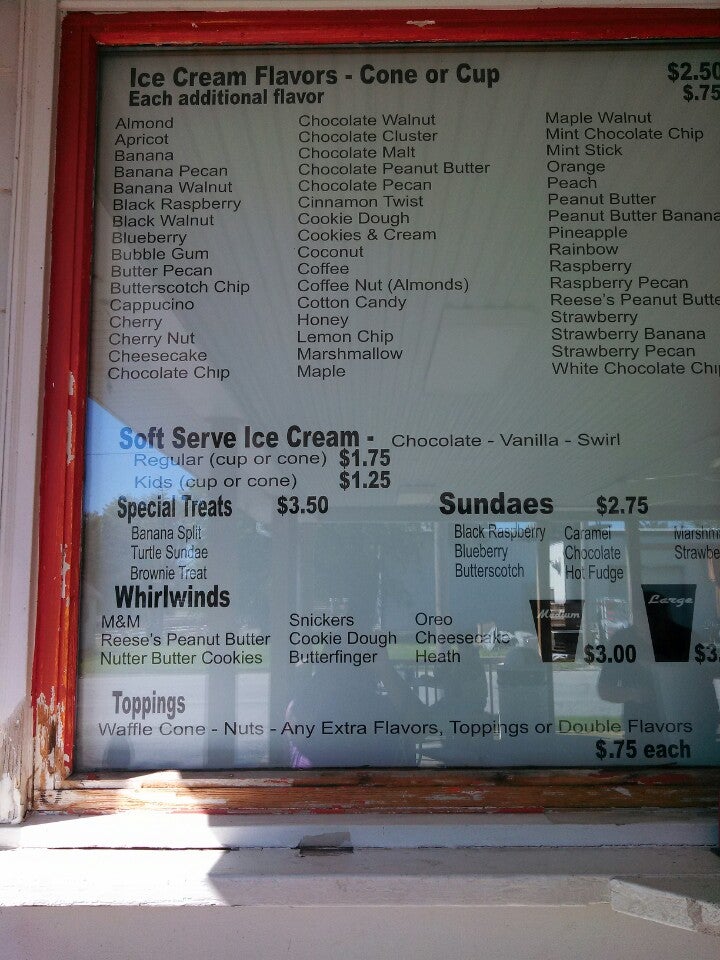 Ice Cream Flavors - Cone or Cup $2.50
Each additional flavor $.75
Almond
Apricot
Banana
Banana Pecan
Banana Walnut
Black Raspberry
Black Walnut
Blueberry
Bubble Gum
Butter Pecan
Butterscotch Chip
Cappucino
Cherry
Cherry Nut
Cheesecake
Chocolate Chip
Chocolate Walnut
Chocolate Cluster
Chocolate Malt
Chocolate Peanut Butter
Chocolate Pecan
Cinnamon Twist
Cookie Dough
Cookies & Cream
Coconut
Coffee
Coffee Nut (Almonds)
Cotton Candy
Honey
Lemon Chip
Marshmallow
Maple
Maple Walnut
Mint Chocolate Chip
Mint Stick
Orange
Peach
Peanut Butter
Peanut Butter Banana
Pineapple
Rainbow
Raspberry
Raspberry Pecan
Reese's Peanut Butte
Strawberry
Strawberry Banana
Strawberry Pecan
White Chocolate Chi
Soft Serve Ice Cream - Chocolate - Vanilla - Swirl
Regular (cup or cone) $1.75
Kids (cup or cone) $1.25
Special Treats $3.50
Banana Split
Turtle Sundae
Brownie Treat
Sundaes $2.75
Black Raspberry Caramel Marshm
Blueberry Chocolate Strawbe
Butterscotch Hot Fudge
Whirlwinds
M&M Snickers Oreo
Reese's Peanut Butter Cookie Dough Cheesecake
Nutter Butter Cookies Butterfinger Heath
Medium $3.00
Large $3.
Toppings
Waffle Cone - Nuts - Any Extra Flavors, Toppings or Double Flavors
$.75 each